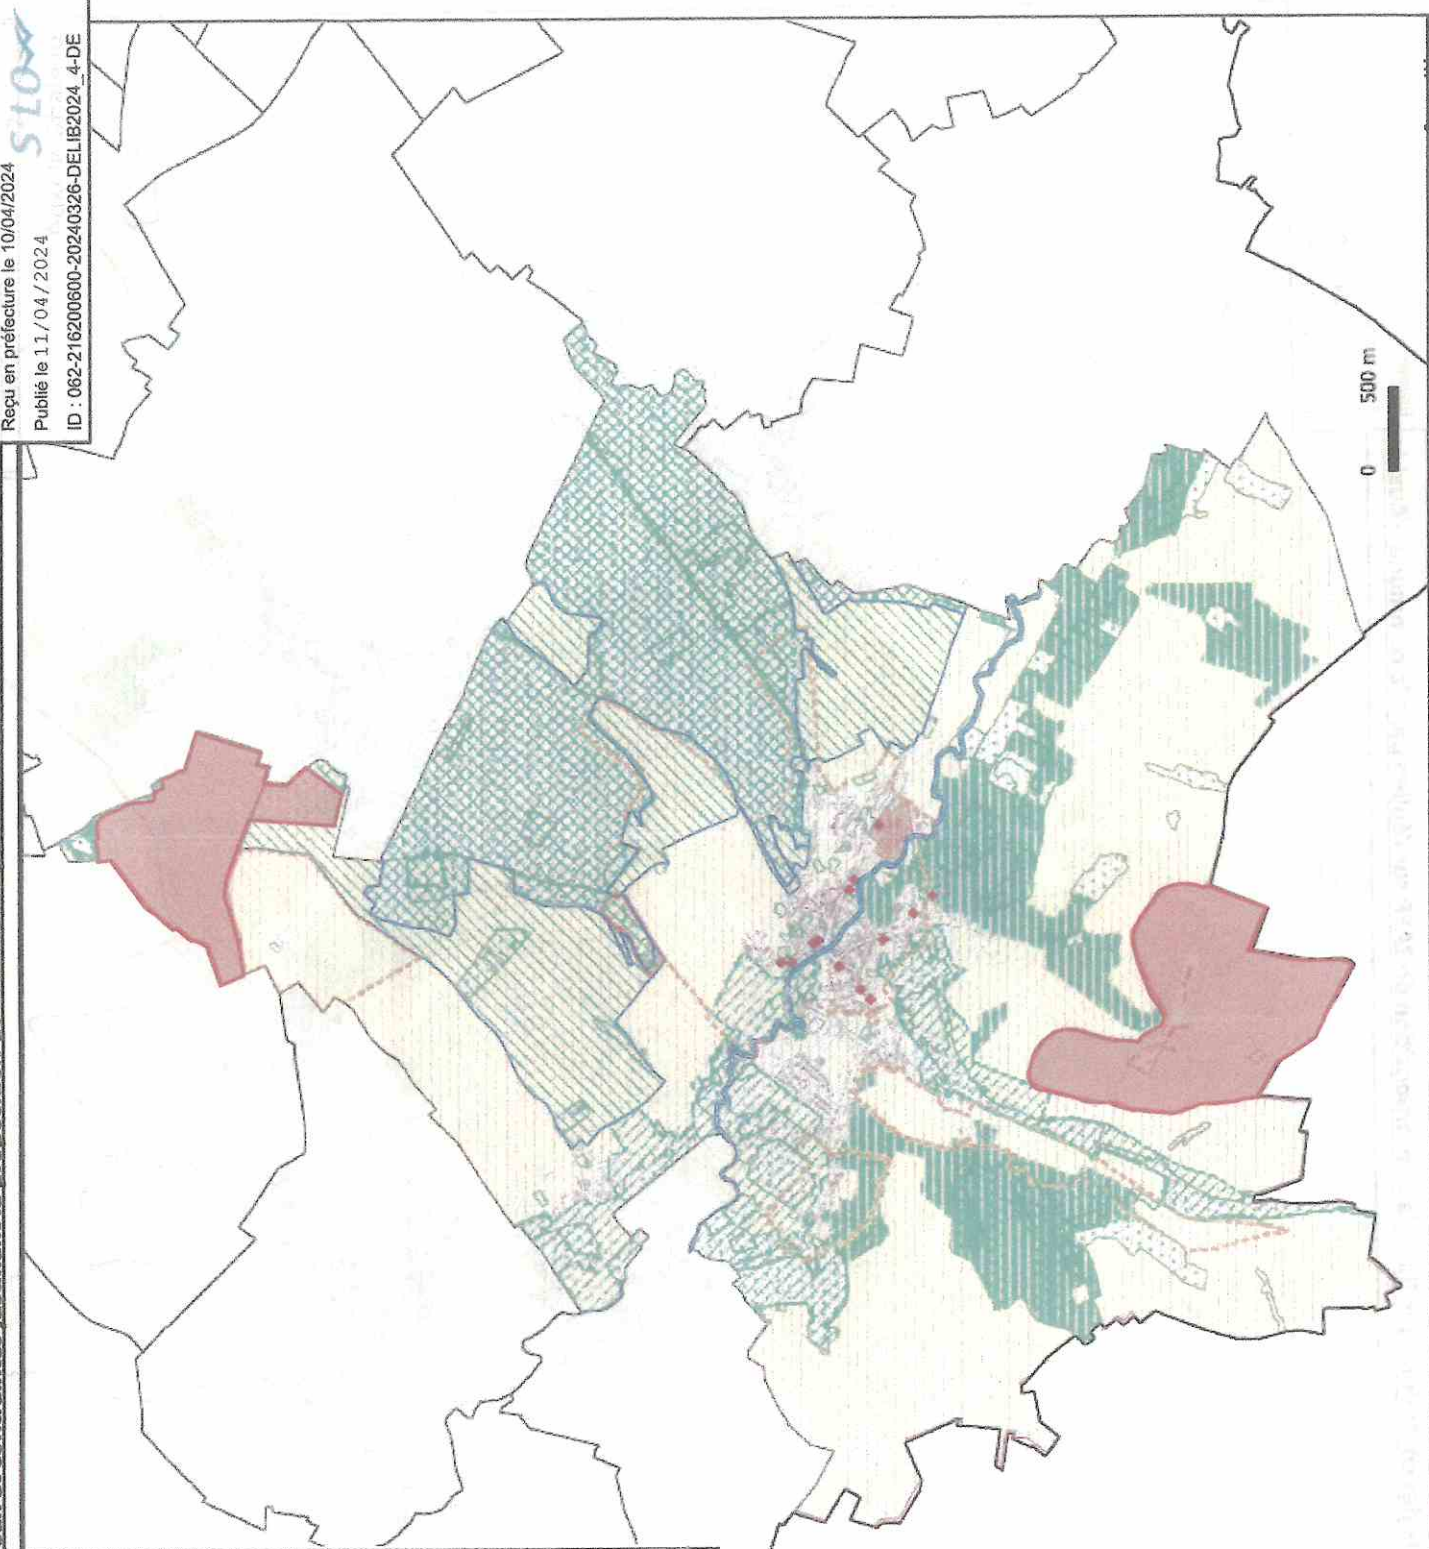 Reçu en préfecture le 10/04/2024
Publié le 11/04/2024
SLOW
ID : 062-216200600-20240326-DELIB2024_4-DE
0 500 m